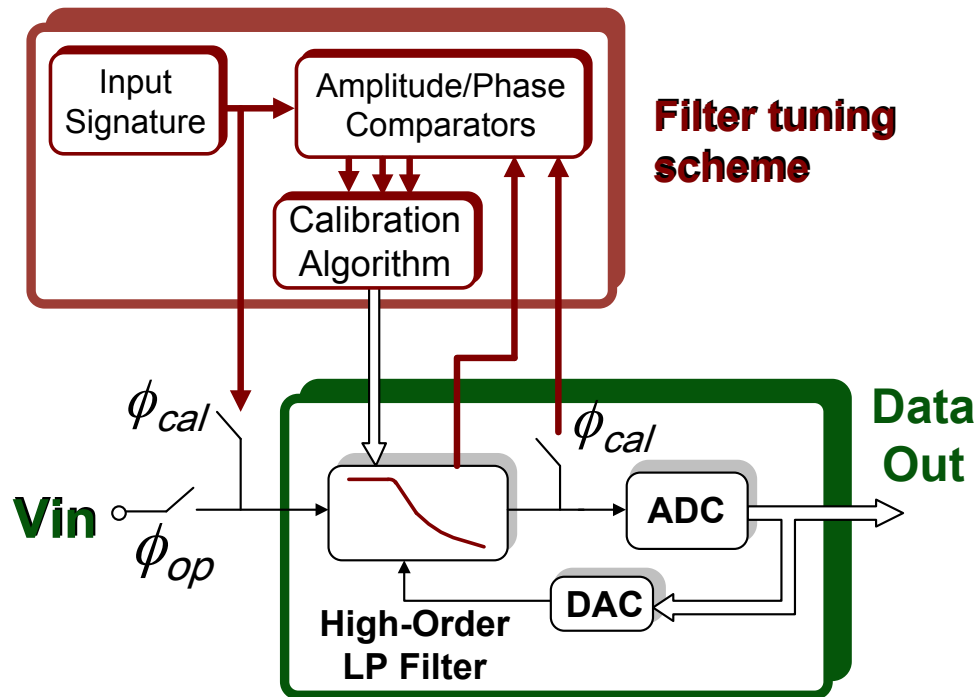 Input
Signature
Amplitude/Phase
Comparators
Filter tuning
scheme
Calibration
Algorithm
ϕcal
ϕcal
Data
Out
Vin
ϕop
ADC
DAC
High-Order
LP Filter